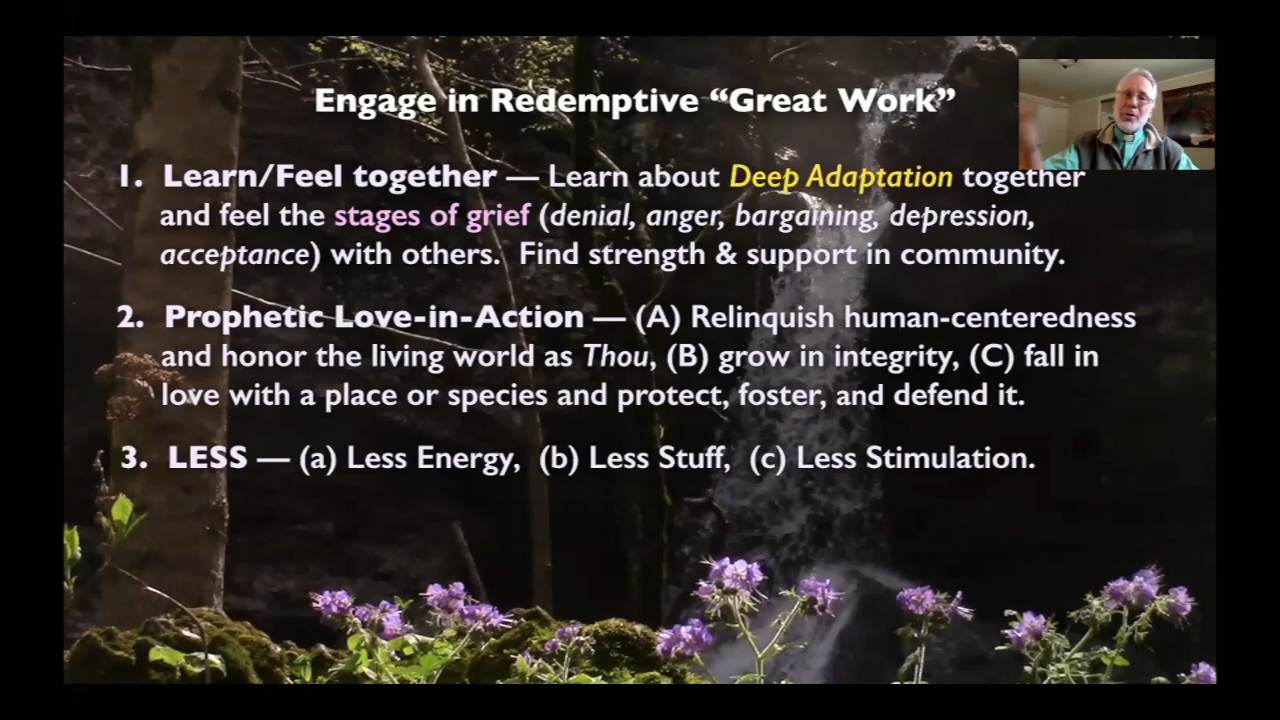 Engage in Redemptive “Great Work”
1. Learn/Feel together — Learn about Deep Adaptation together
and feel the stages of grief (denial, anger, bargaining, depression,
acceptance) with others. Find strength & support in community.
2. Prophetic Love-in-Action — (A) Relinquish human-centeredness
and honor the living world as Thou, (B) grow in integrity, (C) fall in
love with a place or species and protect, foster, and defend it.
3. LESS — (a) Less Energy, (b) Less Stuff, (c) Less Stimulation.